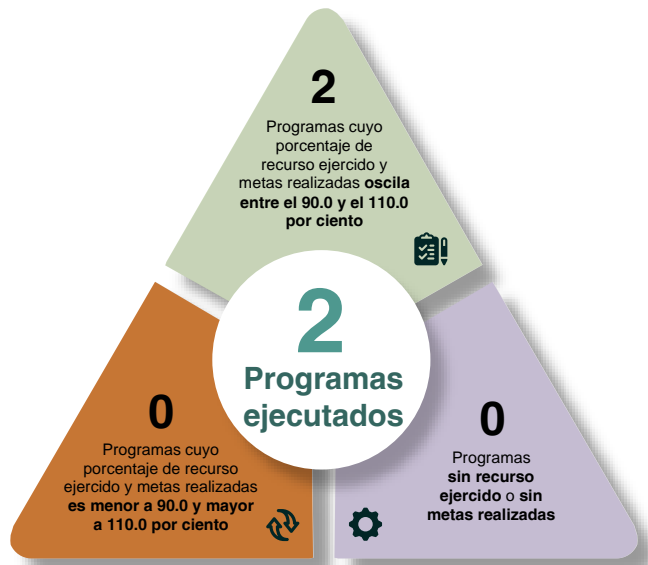 2
Programas cuyo
porcentaje de
recurso ejercido y
metas realizadas oscila
entre el 90.0 y el 110.0
por ciento
2
Programas
ejecutados
0
Programas cuyo
porcentaje de recurso
ejercido y metas realizadas
es menor a 90.0 y mayor
a 110.0 por ciento
0
Programas
sin recurso
ejercido o sin
metas realizadas